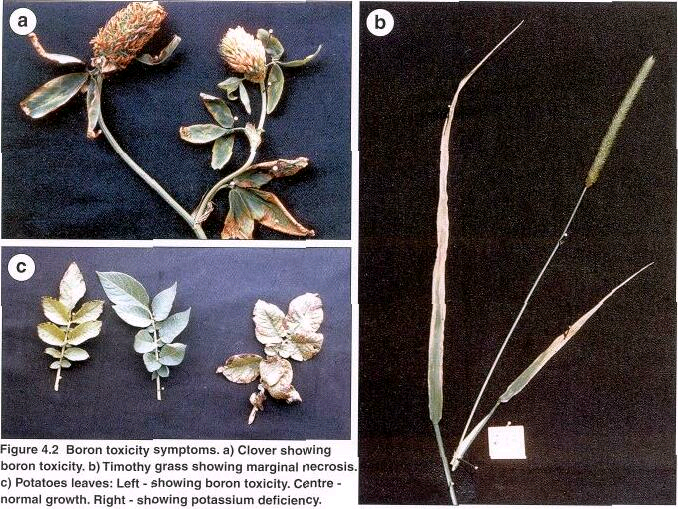 a
b
c
Figure 4.2 Boron toxicity symptoms. a) Clover showing
boron toxicity. b) Timothy grass showing marginal necrosis.
c) Potatoes leaves: Left - showing boron toxicity. Centre -
normal growth. Right - showing potassium deficiency.